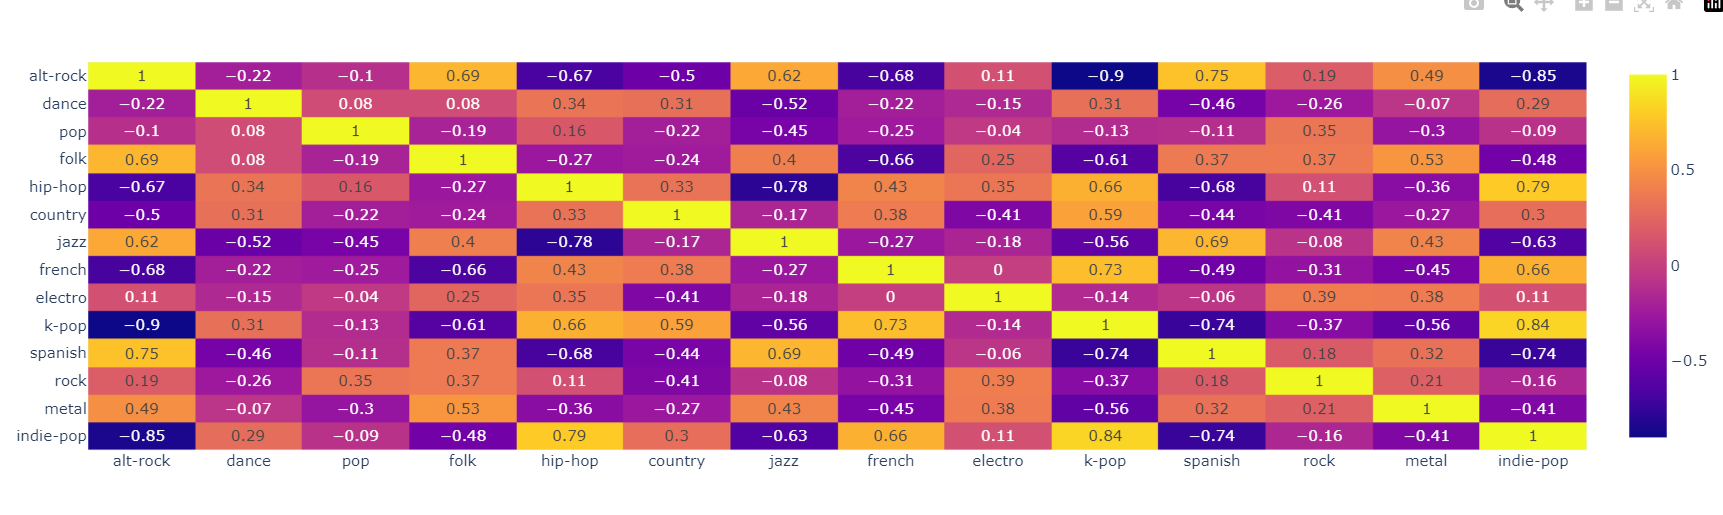 alt-rock 1 −0.22 −0.1 0.69 −0.67 −0.5 0.62 −0.68 0.11 −0.9 0.75 0.19 0.49 −0.85
dance −0.22 1 0.08 0.08 0.34 0.31 −0.52 −0.22 −0.15 0.31 −0.46 −0.26 −0.07 0.29
pop −0.1 0.08 1 −0.19 0.16 −0.22 −0.45 −0.25 −0.04 −0.13 −0.11 0.35 −0.3 −0.09
folk 0.69 0.08 −0.19 1 −0.27 −0.24 0.4 −0.66 0.25 −0.61 0.37 0.37 0.53 −0.48
hip-hop −0.67 0.34 0.16 −0.27 1 0.33 −0.78 0.43 0.35 0.66 −0.68 0.11 −0.36 0.79
country −0.5 0.31 −0.22 −0.24 0.33 1 −0.17 0.38 −0.41 0.59 −0.44 −0.41 −0.27 0.3
jazz 0.62 −0.52 −0.45 0.4 −0.78 −0.17 1 −0.27 −0.18 −0.56 0.69 −0.08 0.43 −0.63
french −0.68 −0.22 −0.25 −0.66 0.43 0.38 −0.27 1 0 0.73 −0.49 −0.31 −0.45 0.66
electro 0.11 −0.15 −0.04 0.25 0.35 −0.41 −0.18 0 1 −0.14 −0.06 0.39 0.38 0.11
k-pop −0.9 0.31 −0.13 −0.61 0.66 0.59 −0.56 0.73 −0.14 1 −0.74 −0.37 −0.56 0.84
spanish 0.75 −0.46 −0.11 0.37 −0.68 −0.44 0.69 −0.49 −0.06 −0.74 1 0.18 0.32 −0.74
rock 0.19 −0.26 0.35 0.37 0.11 −0.41 −0.08 −0.31 0.39 −0.37 0.18 1 0.21 −0.16
metal 0.49 −0.07 −0.3 0.53 −0.36 −0.27 0.43 −0.45 0.38 −0.56 0.32 0.21 1 −0.41
indie-pop −0.85 0.29 −0.09 −0.48 0.79 0.3 −0.63 0.66 0.11 0.84 −0.74 −0.16 −0.41 1
alt-rock dance pop folk hip-hop country jazz french electro k-pop spanish rock metal indie-pop
1
0.5
0
−0.5